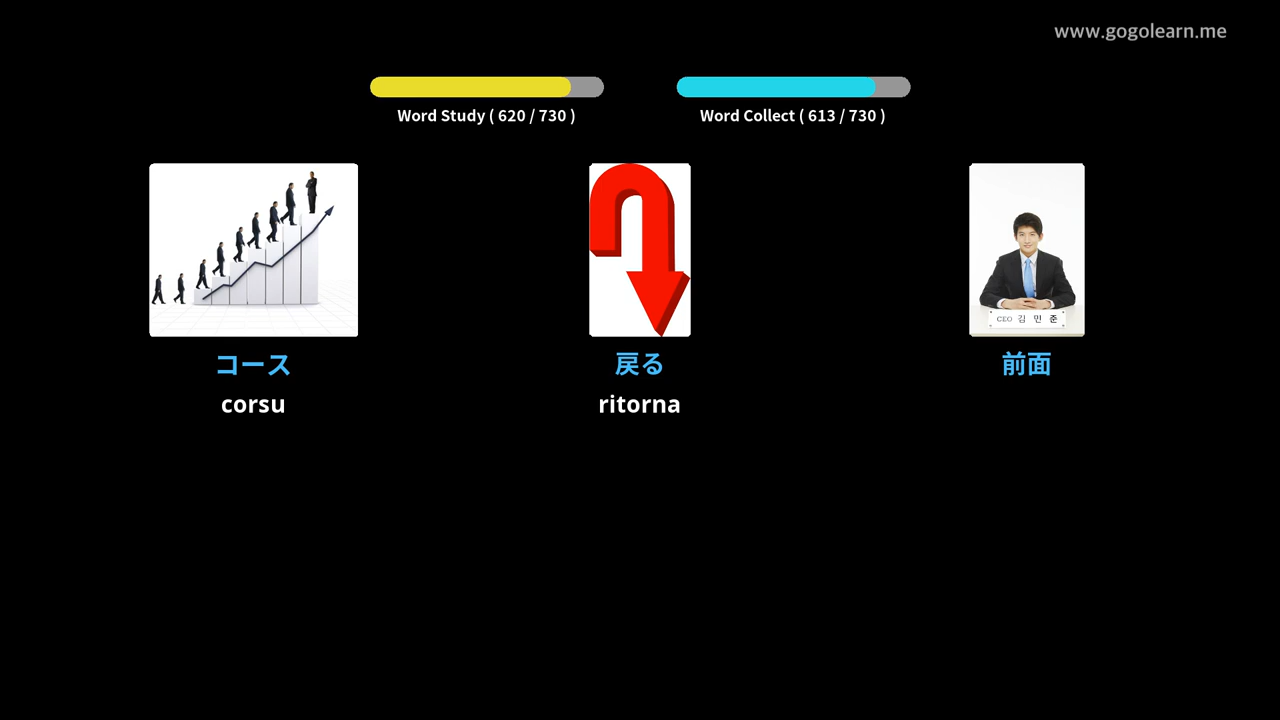 www.gogolearn.me
Word Study ( 620 / 730 )
Word Collect ( 613 / 730 )
CEO 김 민 준
コース
戻る
前面
corsu
ritorna